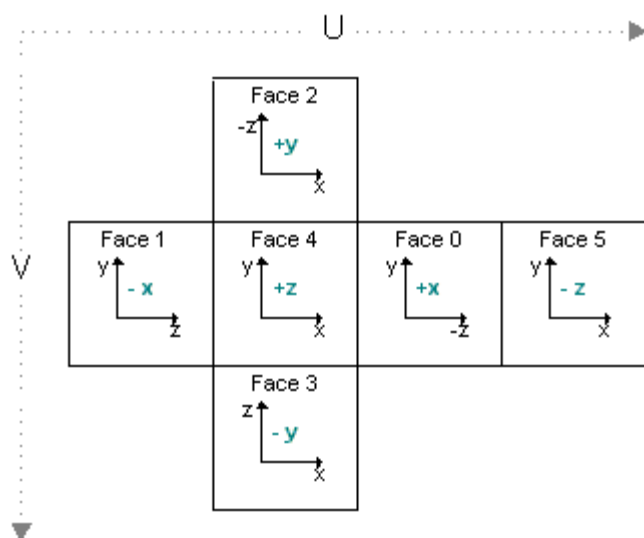 U
Face 2
-z
+y
x
V
Face 1
y
- x
z
Face 4
y
+z
x
Face 0
y
+x
-z
Face 5
y
- z
x
Face 3
z
- y
x